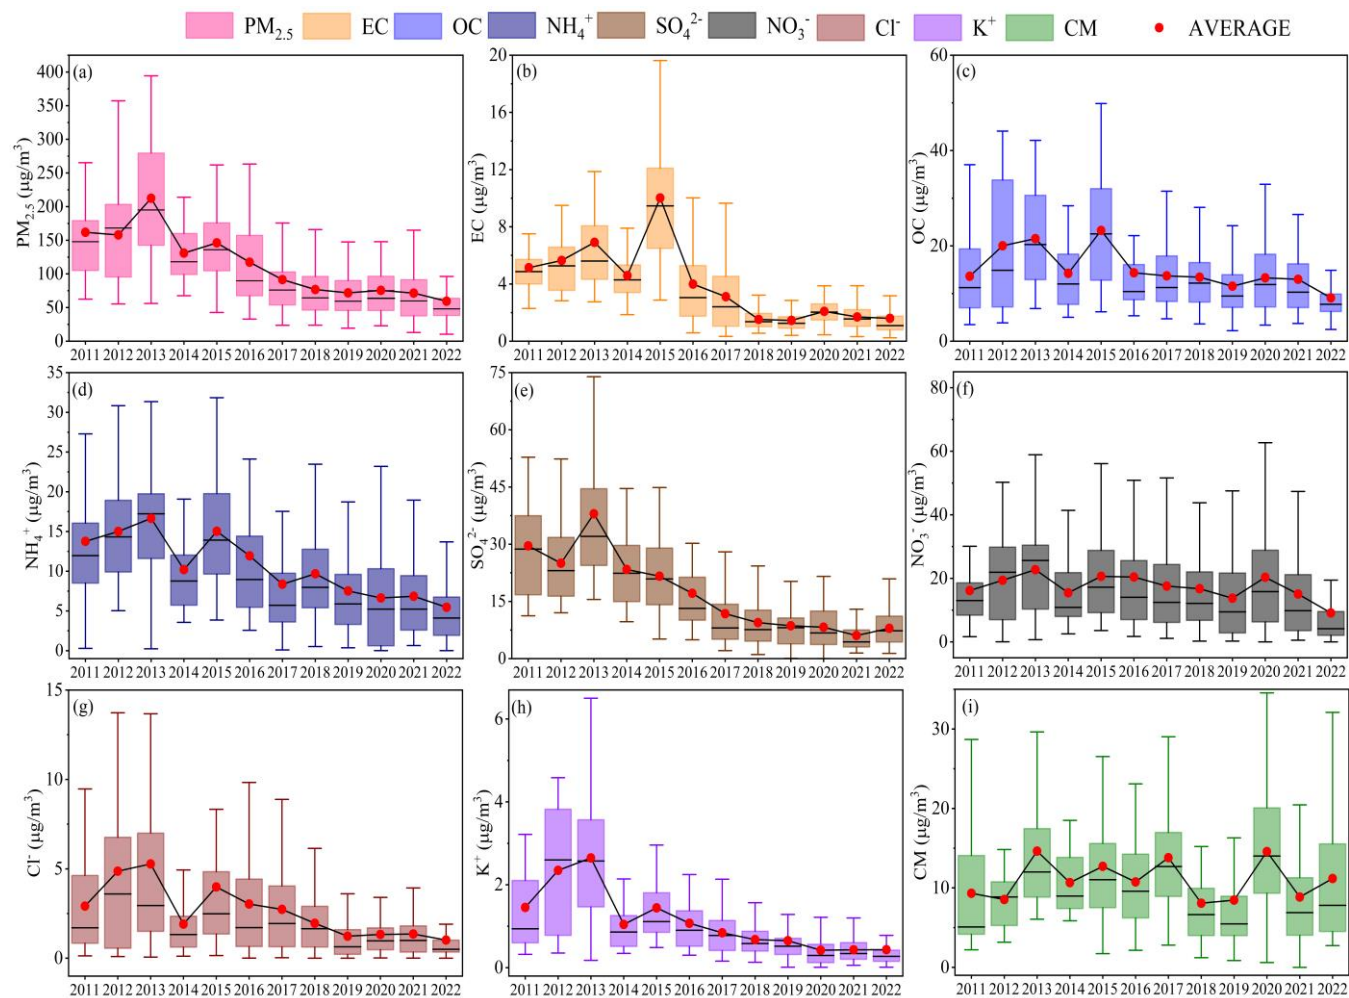 PM2.5 EC OC NH4+ SO42- NO3- Cl- K+ CM AVERAGE
(a)
400
350
300
250
200
150
100
50
0
PM2.5 (μg/m3)
2011 2012 2013 2014 2015 2016 2017 2018 2019 2020 2021 2022
(b)
20
16
12
8
4
0
EC (μg/m3)
2011 2012 2013 2014 2015 2016 2017 2018 2019 2020 2021 2022
(c)
60
40
20
0
OC (μg/m3)
2011 2012 2013 2014 2015 2016 2017 2018 2019 2020 2021 2022
(d)
35
30
25
20
15
10
5
0
NH4+ (μg/m3)
2011 2012 2013 2014 2015 2016 2017 2018 2019 2020 2021 2022
(e)
75
60
45
30
15
0
SO42- (μg/m3)
2011 2012 2013 2014 2015 2016 2017 2018 2019 2020 2021 2022
(f)
80
60
40
20
0
NO3- (μg/m3)
2011 2012 2013 2014 2015 2016 2017 2018 2019 2020 2021 2022
(g)
15
10
5
0
Cl- (μg/m3)
2011 2012 2013 2014 2015 2016 2017 2018 2019 2020 2021 2022
(h)
6
4
2
0
K+ (μg/m3)
2011 2012 2013 2014 2015 2016 2017 2018 2019 2020 2021 2022
(i)
30
20
10
0
CM (μg/m3)
2011 2012 2013 2014 2015 2016 2017 2018 2019 2020 2021 2022